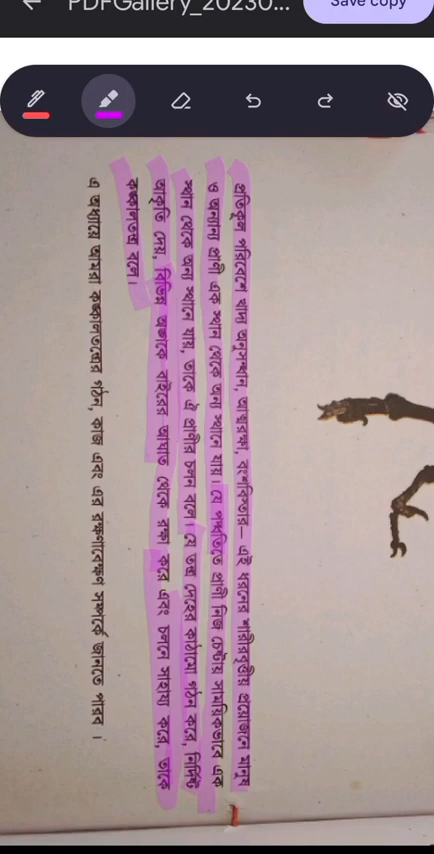 PDFGallery_20230...
Save copy
প্রতিকূল পরিবেশে খাদ্য অনুসন্ধান, আত্মরক্ষা, বংশবিস্তার– এই ধরনের শারীরবৃত্তীয় প্রয়োজনে মানুষ
ও অন্যান্য প্রাণী এক স্থান থেকে অন্য স্থানে যায়। যে পদ্ধতিতে প্রাণী নিজ চেষ্টায় সাময়িকভাবে এক
স্থান থেকে অন্য স্থানে যায়, তাকে ঐ প্রাণীর চলন বলে। যে তন্ত্র দেহের কাঠামো গঠন করে, নির্দিষ্ট
আকৃতি দেয়, বিভিন্ন অঙ্গকে বাইরের আঘাত থেকে রক্ষা করে এবং চলনে সাহায্য করে, তাকে
কঙ্কালতন্ত্র বলে।
এ অধ্যায়ে আমরা কঙ্কালতন্ত্রের গঠন, কাজ এবং এর রক্ষণাবেক্ষণ সম্পর্কে জানতে পারব ।